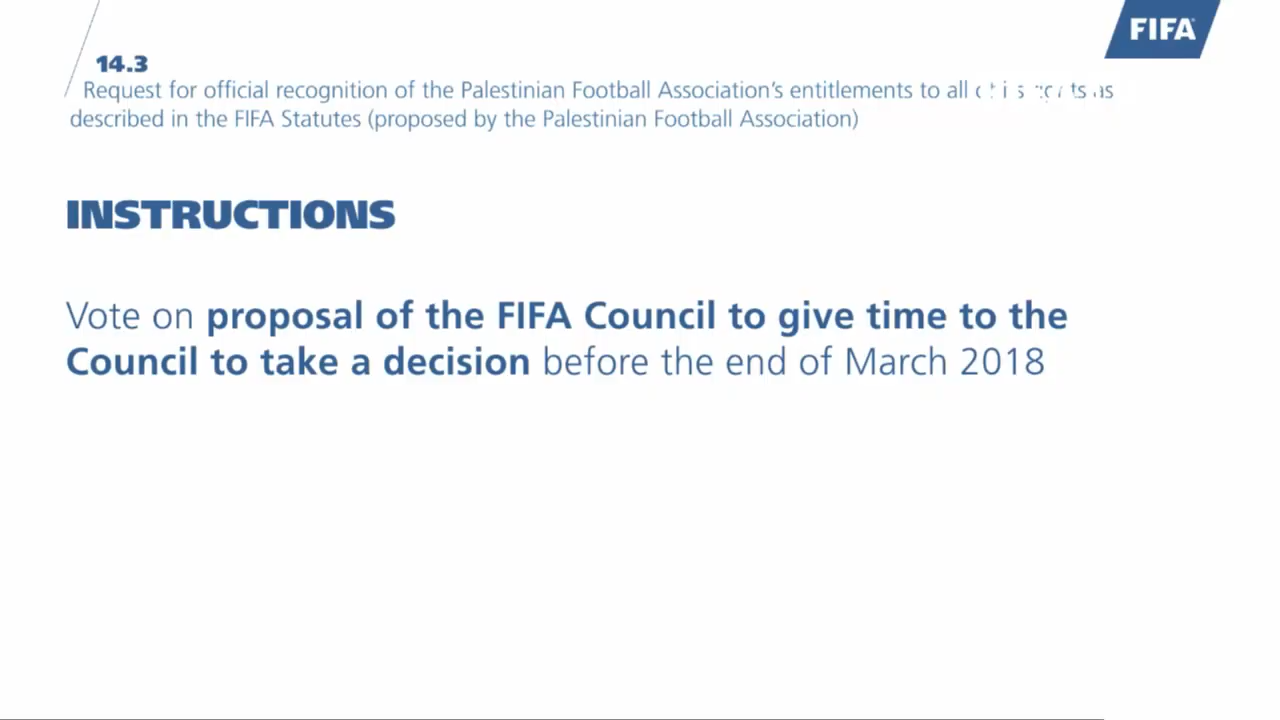 FIFA
14.3
Request for official recognition of the Palestinian Football Association's entitlements to all as
described in the FIFA Statutes (proposed by the Palestinian Football Association)
INSTRUCTIONS
Vote on proposal of the FIFA Council to give time to the
Council to take a decision before the end of March 2018